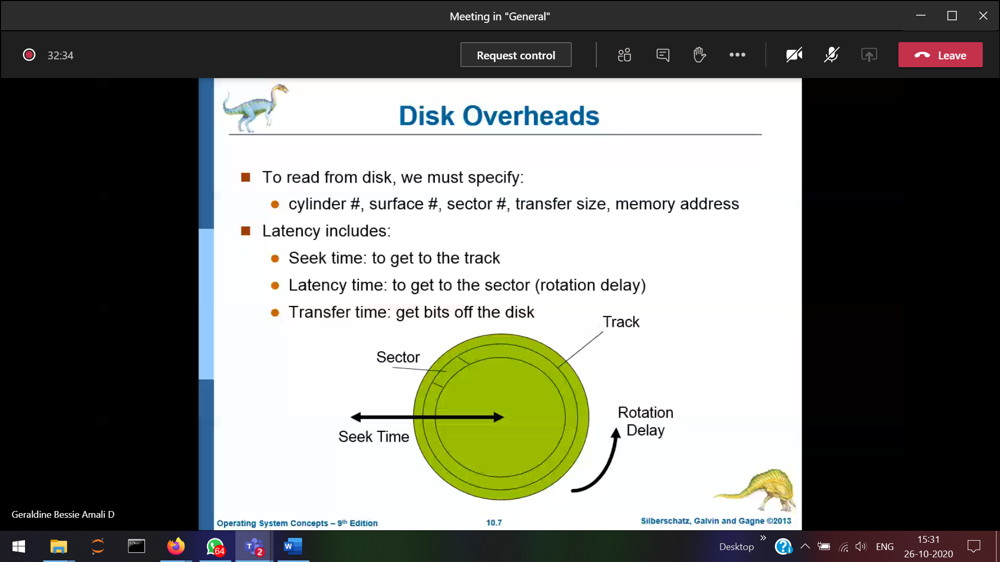 Meeting in "General"
32:34
Request control
Leave
Disk Overheads
To read from disk, we must specify:
cylinder #, surface #, sector #, transfer size, memory address
Latency includes:
Seek time: to get to the track
Latency time: to get to the sector (rotation delay)
Transfer time: get bits off the disk
Track
Sector
Rotation
Delay
Seek Time
Geraldine Bessie Amali D
Operating System Concepts – 9th Edition
10.7
Silberschatz, Galvin and Gagne ©2013
64
T
2
W
Desktop
ENG
15:31
26-10-2020